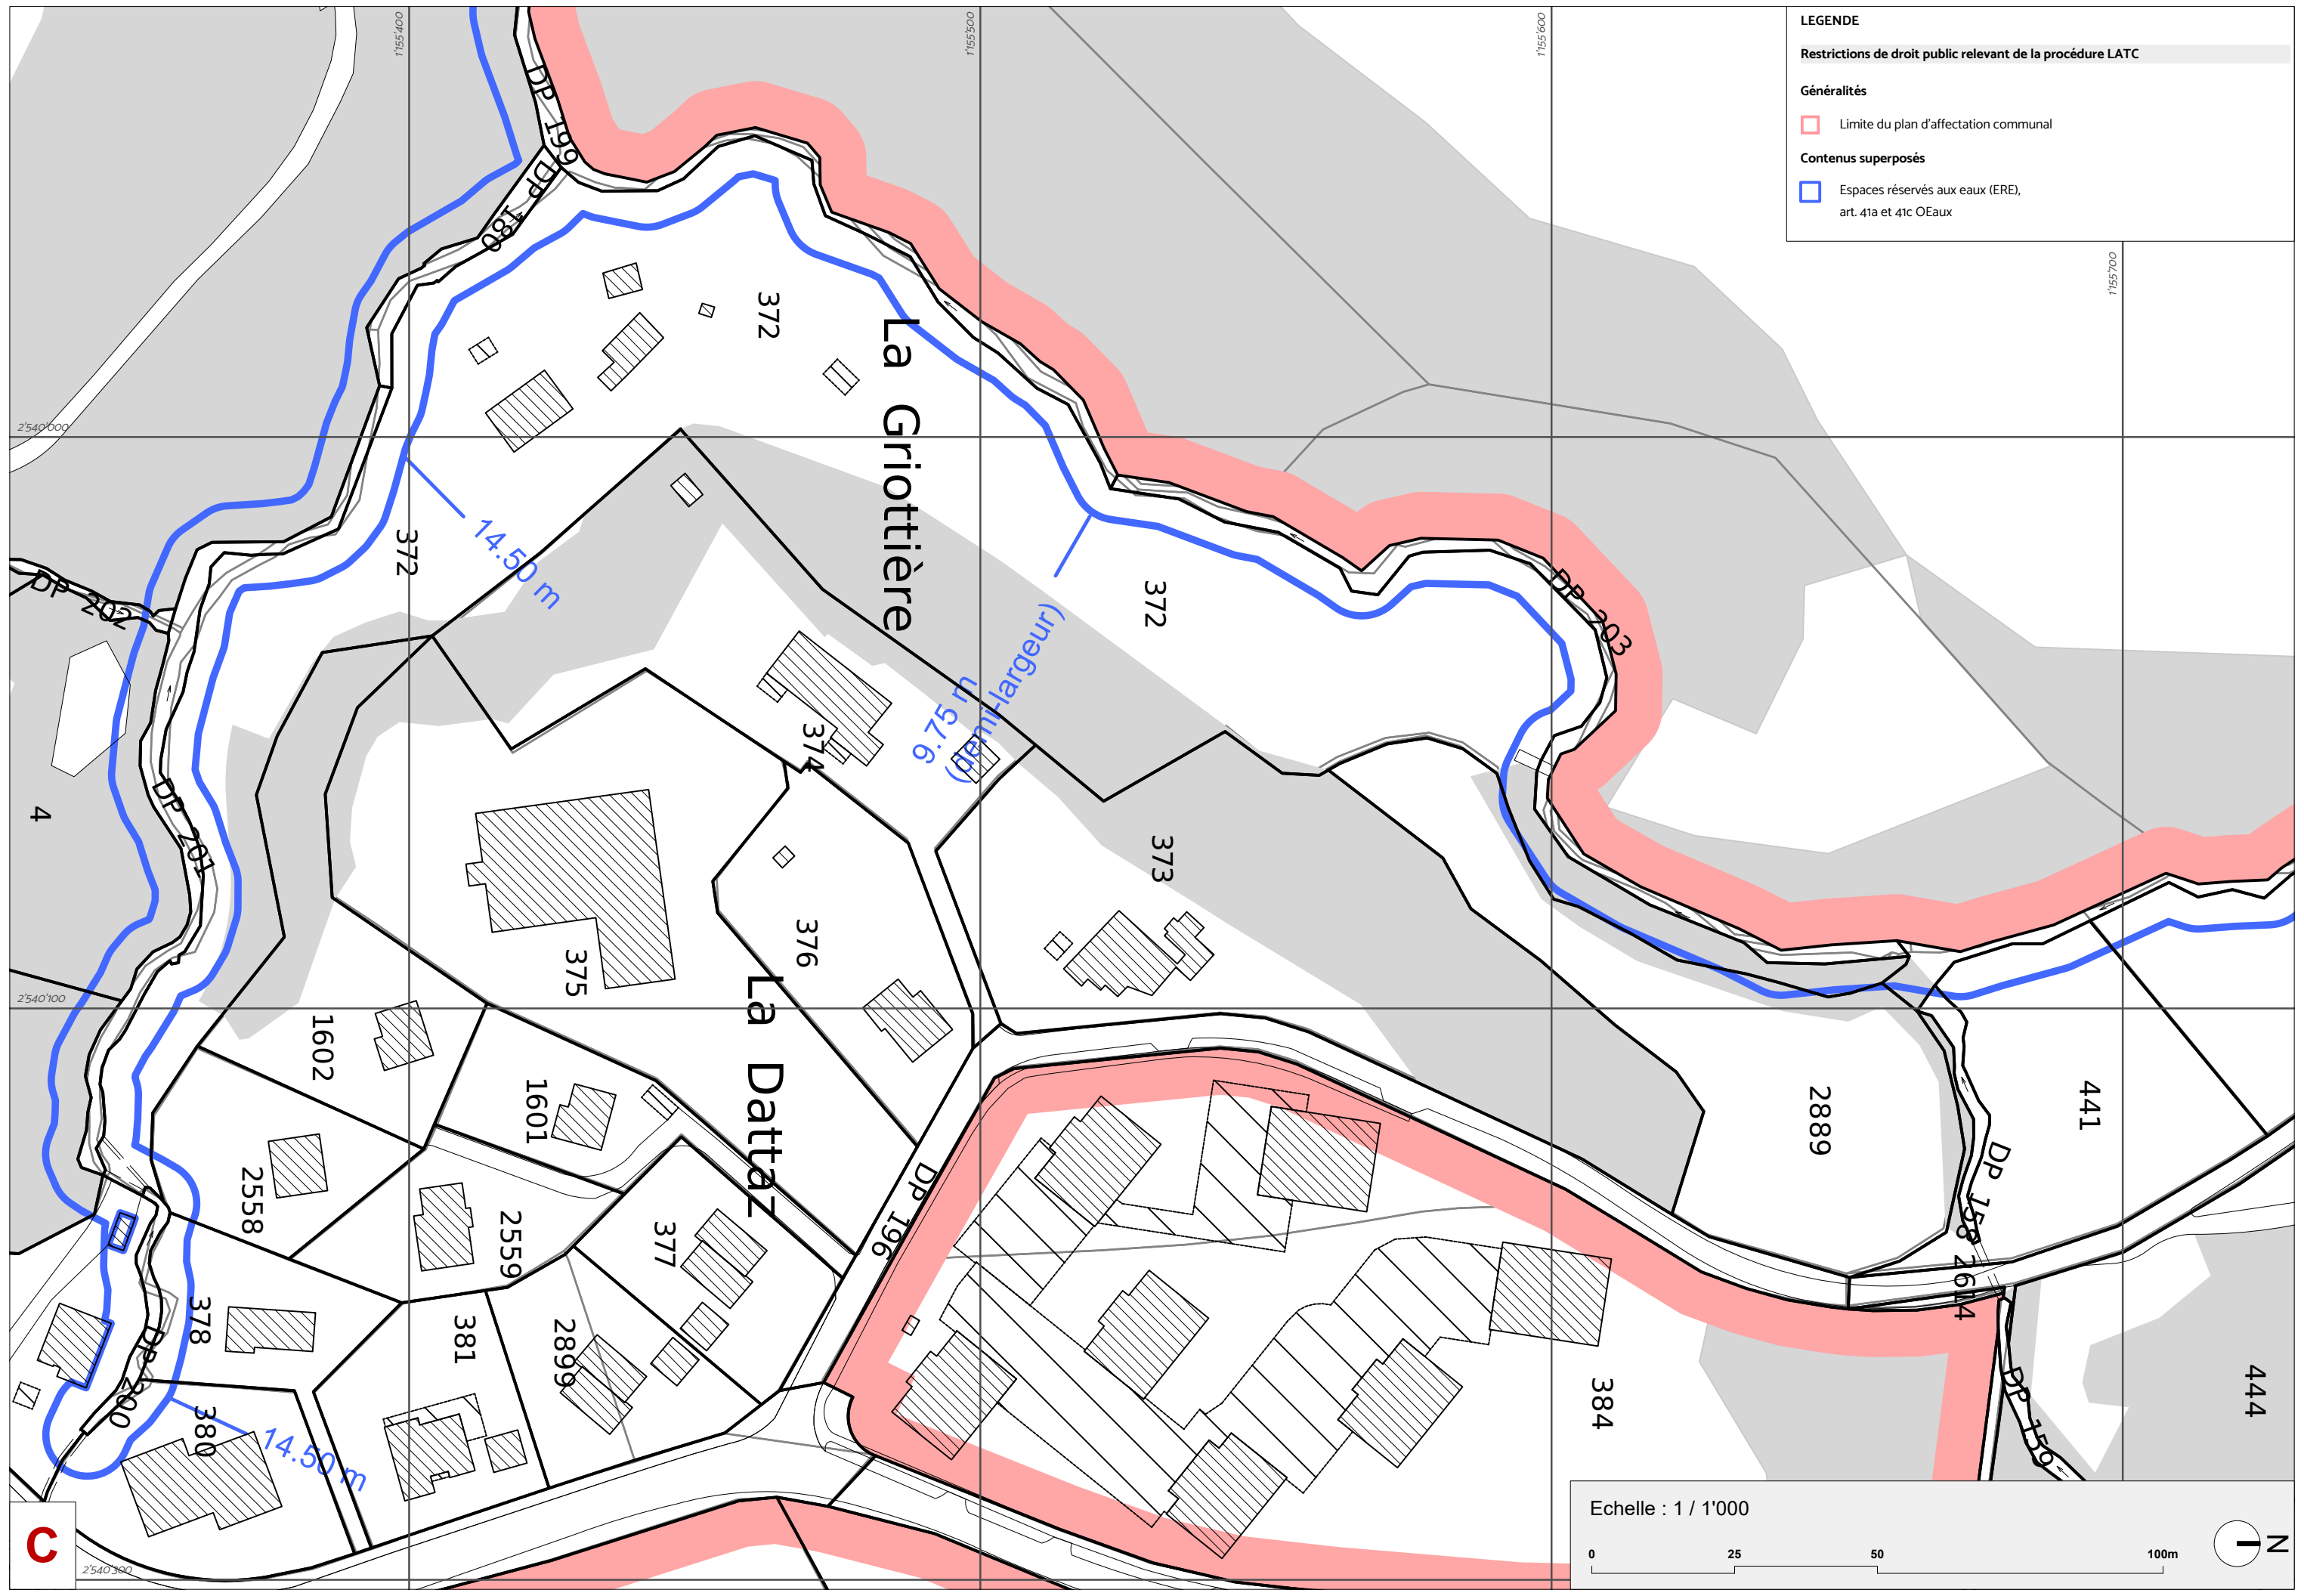 LEGENDE
Restrictions de droit public relevant de la procédure LATC
Généralités
Limite du plan d'affectation communal
Contenus superposés
Espaces réservés aux eaux (ERE),
art. 41a et 41c OEaux
1'155'400
1'155'500
1'155'600
1'155'700
2'540'000
2'540'100
2'540'300
DP 199
DP 180
372
La Griottière
372
14.50 m
372
9.75 m
(demi-largeur)
DP 203
DP 202
4
DP 201
374
373
376
375
La Dattaz
1602
1601
2889
441
DP 158
2614
DP 196
2558
2559
377
378
381
2899
DP 200
380
14.50 m
384
DP 159
444
C
Echelle : 1 / 1'000
0
25
50
100m
N